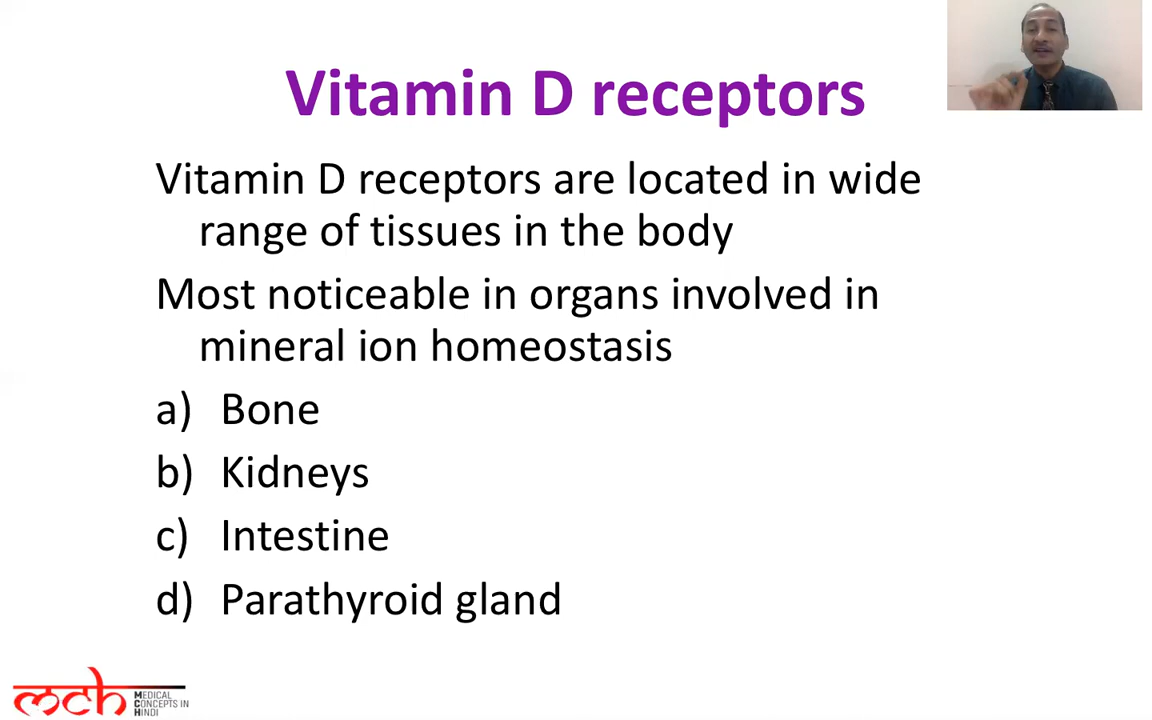 Vitamin D receptors
Vitamin D receptors are located in wide
range of tissues in the body
Most noticeable in organs involved in
mineral ion homeostasis
a) Bone
b) Kidneys
c) Intestine
d) Parathyroid gland
mch
MEDICAL
CONCEPTS IN
HINDI